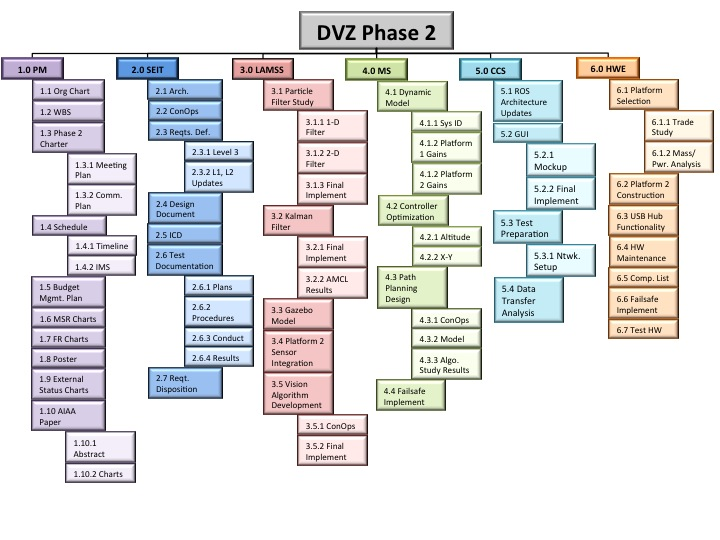 DVZ Phase 2
1.0 PM
1.1 Org Chart
1.2 WBS
1.3 Phase 2
Charter
1.3.1 Meeting
Plan
1.3.2 Comm.
Plan
1.4 Schedule
1.4.1 Timeline
1.4.2 IMS
1.5 Budget
Mgmt. Plan
1.6 MSR Charts
1.7 FR Charts
1.8 Poster
1.9 External
Status Charts
1.10 AIAA
Paper
1.10.1
Abstract
1.10.2 Charts
2.0 SEIT
2.1 Arch.
2.2 ConOps
2.3 Reqts. Def.
2.3.1 Level 3
2.3.2 L1, L2
Updates
2.4 Design
Document
2.5 ICD
2.6 Test
Documentation
2.6.1 Plans
2.6.2
Procedures
2.6.3 Conduct
2.6.4 Results
2.7 Reqt.
Disposition
3.0 LAMSS
3.1 Particle
Filter Study
3.1.1 1-D
Filter
3.1.2 2-D
Filter
3.1.3 Final
Implement
3.2 Kalman
Filter
3.2.1 Final
Implement
3.2.2 AMCL
Results
3.3 Gazebo
Model
3.4 Platform 2
Sensor
Integration
3.5 Vision
Algorithm
Development
3.5.1 ConOps
3.5.2 Final
Implement
4.0 MS
4.1 Dynamic
Model
4.1.1 Sys ID
4.1.2 Platform
1 Gains
4.1.2 Platform
2 Gains
4.2 Controller
Optimization
4.2.1 Altitude
4.2.2 X-Y
4.3 Path
Planning
Design
4.3.1 ConOps
4.3.2 Model
4.3.3 Algo.
Study Results
4.4 Failsafe
Implement
5.0 CCS
5.1 ROS
Architecture
Updates
5.2 GUI
5.2.1
Mockup
5.2.2 Final
Implement
5.3 Test
Preparation
5.3.1 Ntwk.
Setup
5.4 Data
Transfer
Analysis
6.0 HWE
6.1 Platform
Selection
6.1.1 Trade
Study
6.1.2 Mass/
Pwr. Analysis
6.2 Platform 2
Construction
6.3 USB Hub
Functionality
6.4 HW
Maintenance
6.5 Comp. List
6.6 Failsafe
Implement
6.7 Test HW